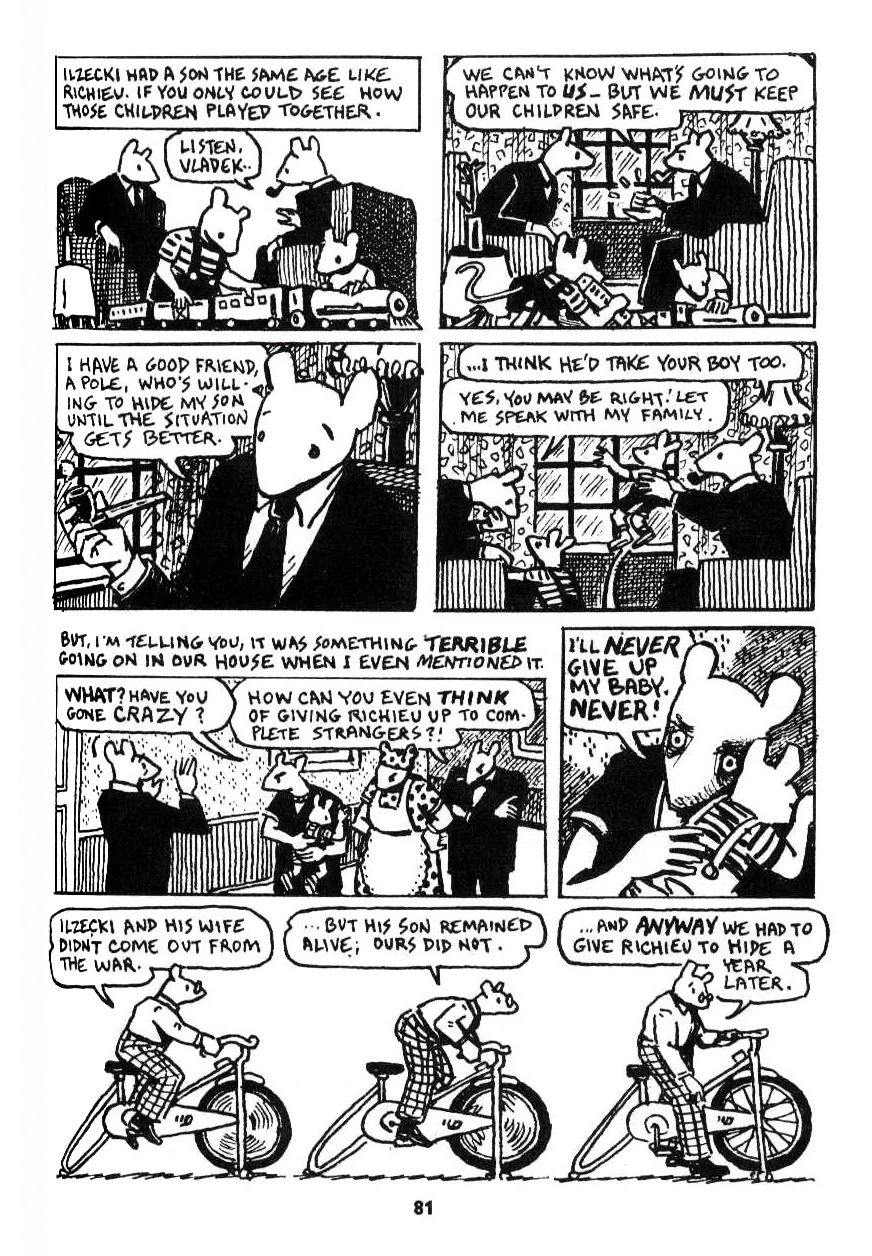 ILZECKI HAD A SON THE SAME AGE LIKE
RICHIEU. IF YOU ONLY COULD SEE HOW
THOSE CHILDREN PLAYED TOGETHER.
LISTEN,
VLADEK..
WE CAN'T KNOW WHAT'S GOING TO
HAPPEN TO US– BUT WE MUST KEEP
OUR CHILDREN SAFE.
I HAVE A GOOD FRIEND,
A POLE, WHO'S WILL-
ING TO HIDE MY SON
UNTIL THE SITUATION
GETS BETTER.
...I THINK HE'D TAKE YOUR BOY TOO.
YES, YOU MAY BE RIGHT! LET
ME SPEAK WITH MY FAMILY.
BUT, I'M TELLING YOU, IT WAS SOMETHING TERRIBLE
GOING ON IN OUR HOUSE WHEN I EVEN MENTIONED IT.
WHAT? HAVE YOU
GONE CRAZY?
HOW CAN YOU EVEN THINK
OF GIVING RICHIEU UP TO COM-
PLETE STRANGERS?!
I'LL NEVER
GIVE UP
MY BABY.
NEVER!
ILZECKI AND HIS WIFE
DIDN'T COME OUT FROM
THE WAR.
... BUT HIS SON REMAINED
ALIVE; OURS DID NOT.
...AND ANYWAY WE HAD TO
GIVE RICHIEU TO HIDE A
YEAR
LATER.
81